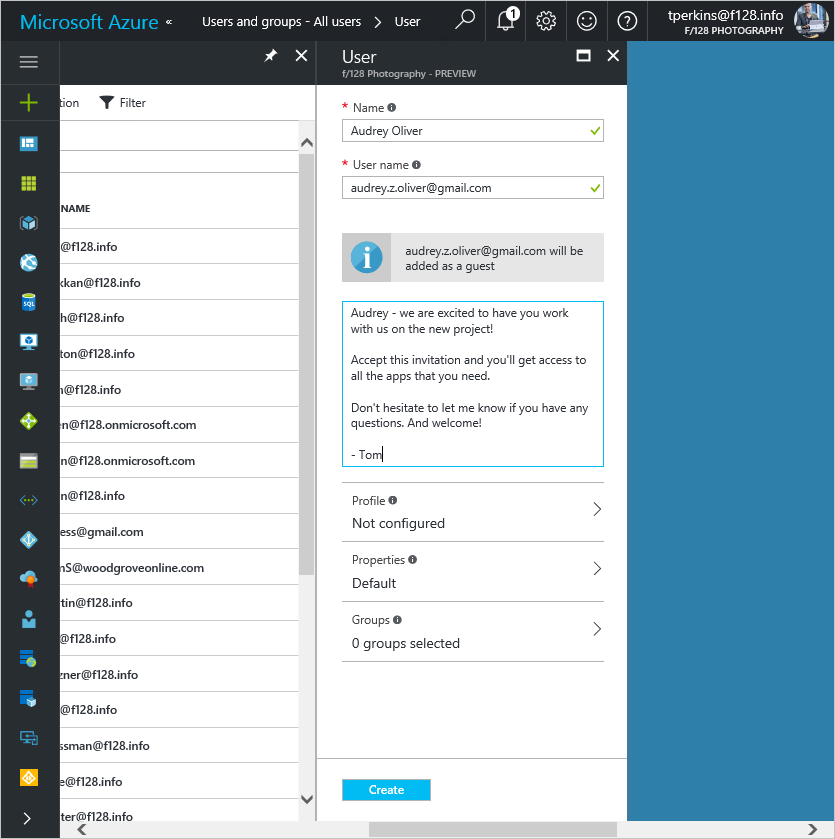 Microsoft Azure «
Users and groups - All users > User
1
tperkins@f128.info
F/128 PHOTOGRAPHY
User
f/128 Photography - PREVIEW
tion
Filter
NAME
@f128.info
kkan@f128.info
h@f128.info
ton@f128.info
n@f128.info
en@f128.onmicrosoft.com
n@f128.onmicrosoft.com
n@f128.info
ess@gmail.com
mS@woodgroveonline.com
rtin@f128.info
@f128.info
zner@f128.info
@f128.info
ssman@f128.info
e@f128.info
ter@f128.info
SQL
* Name
Audrey Oliver
* User name
audrey.z.oliver@gmail.com
audrey.z.oliver@gmail.com will be
added as a guest
Audrey - we are excited to have you work
with us on the new project!
Accept this invitation and you'll get access to
all the apps that you need.
Don't hesitate to let me know if you have any
questions. And welcome!
- Tom
Profile
Not configured
Properties
Default
Groups
0 groups selected
Create